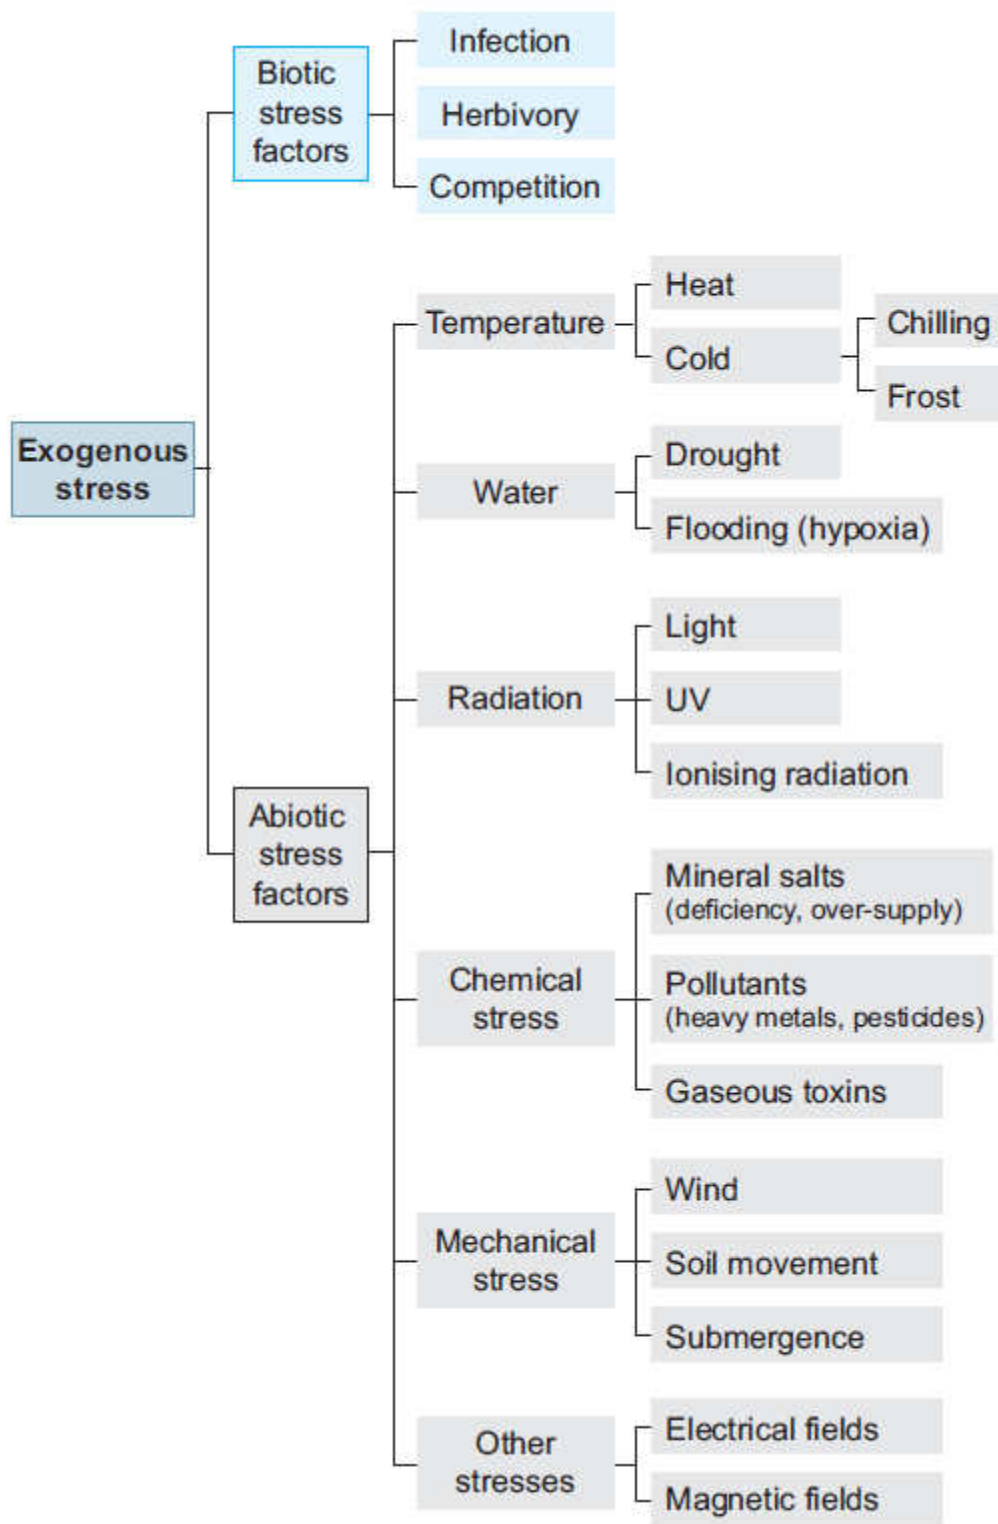 Exogenous
stress
Biotic
stress
factors
Infection
Herbivory
Competition
Abiotic
stress
factors
Temperature
Heat
Cold
Chilling
Frost
Water
Drought
Flooding (hypoxia)
Radiation
Light
UV
Ionising radiation
Chemical
stress
Mineral salts
(deficiency, over-supply)
Pollutants
(heavy metals, pesticides)
Gaseous toxins
Mechanical
stress
Wind
Soil movement
Submergence
Other
stresses
Electrical fields
Magnetic fields